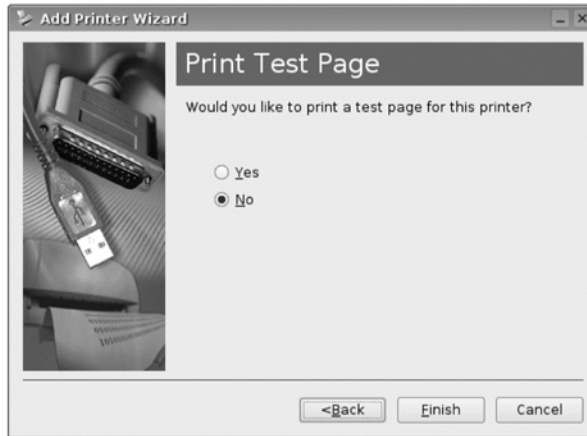 Add Printer Wizard
Print Test Page
Would you like to print a test page for this printer?
Yes
No
<Back
Finish
Cancel